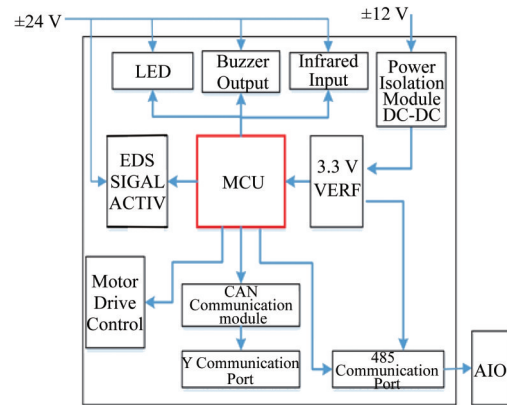 ±24 V
±12 V
LED
Buzzer
Output
Infrared
Input
Power
Isolation
Module
DC-DC
EDS
SIGAL
ACTIV
MCU
3.3 V
VERF
Motor
Drive
Control
CAN
Communication
module
Y Communication
Port
485
Communication
Port
AIO